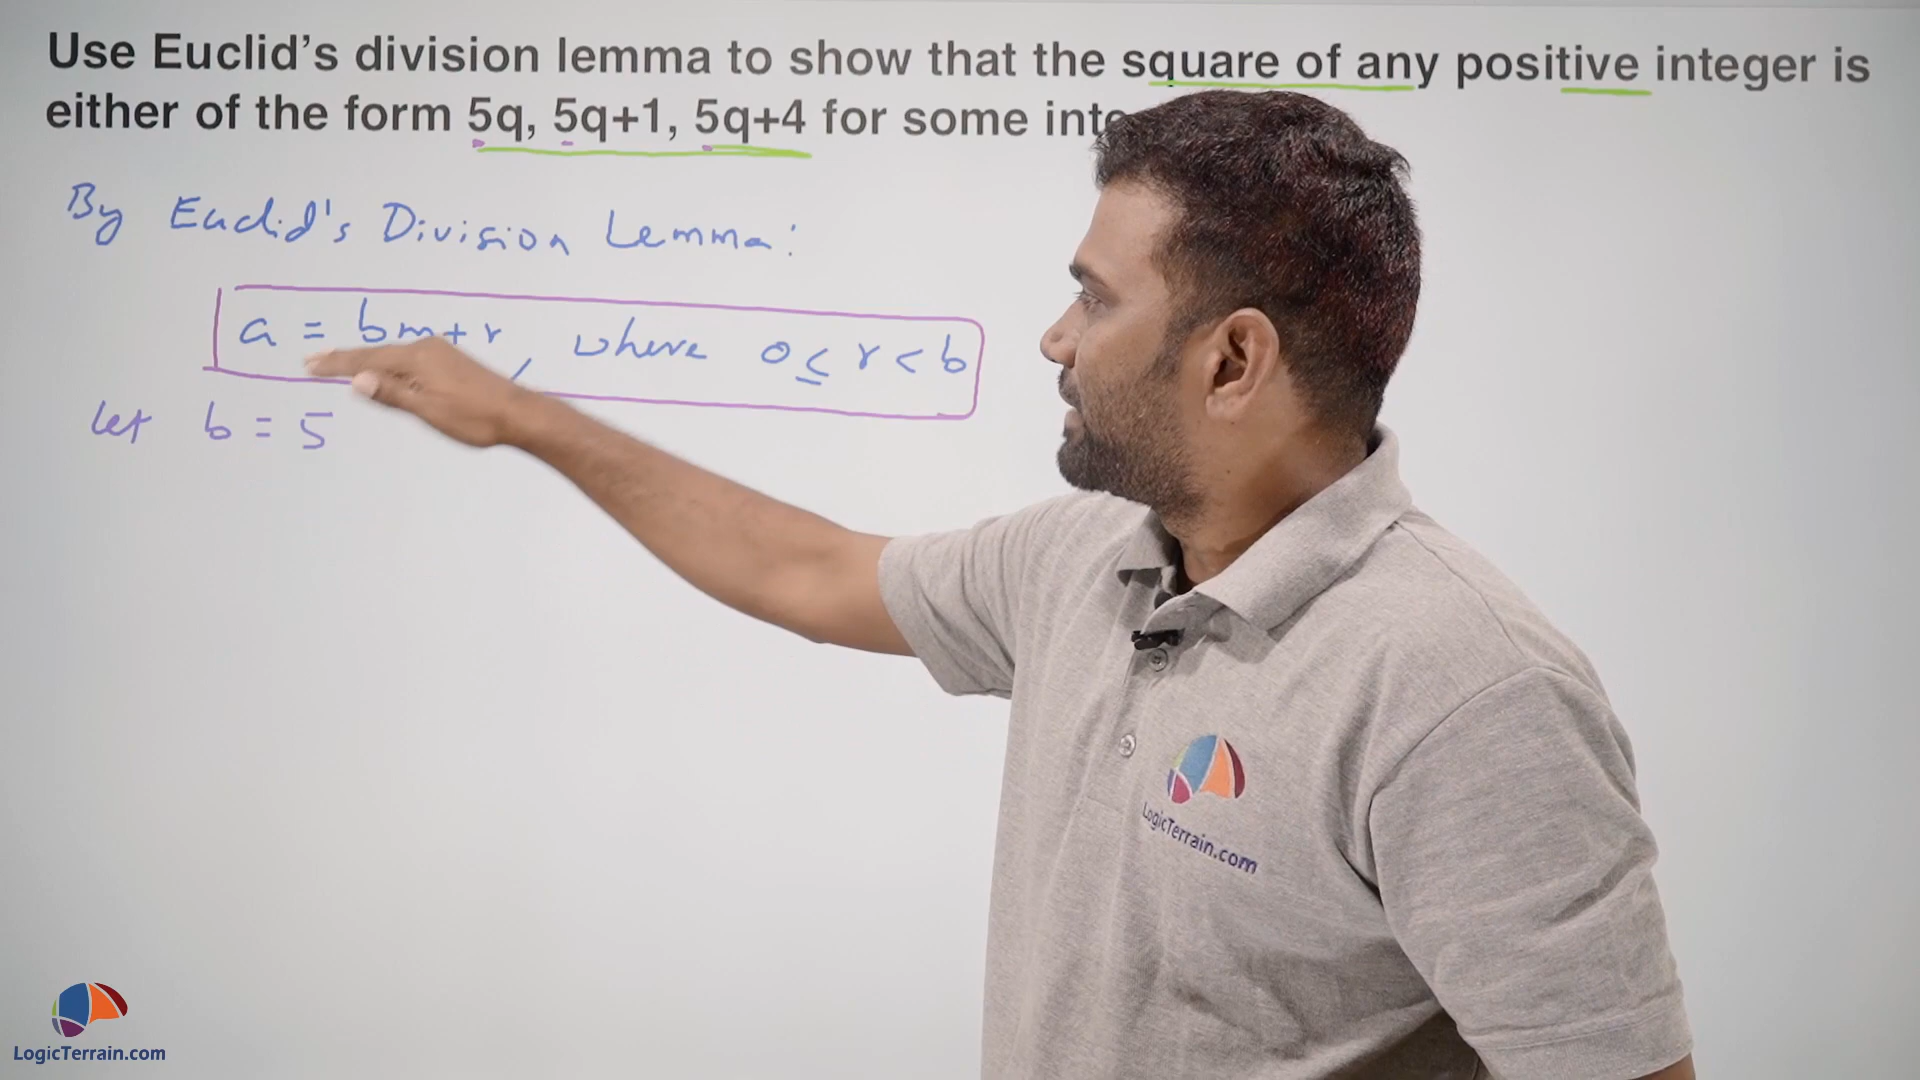 Use Euclid’s division lemma to show that the square of any positive integer is
either of the form 5q, 5q+1, 5q+4 for some
By Euclid's Division Lemma:
a = bm+r, where 0 ≤ r < b
let b = 5
LogicTerrain.com
LogicTerrain.com